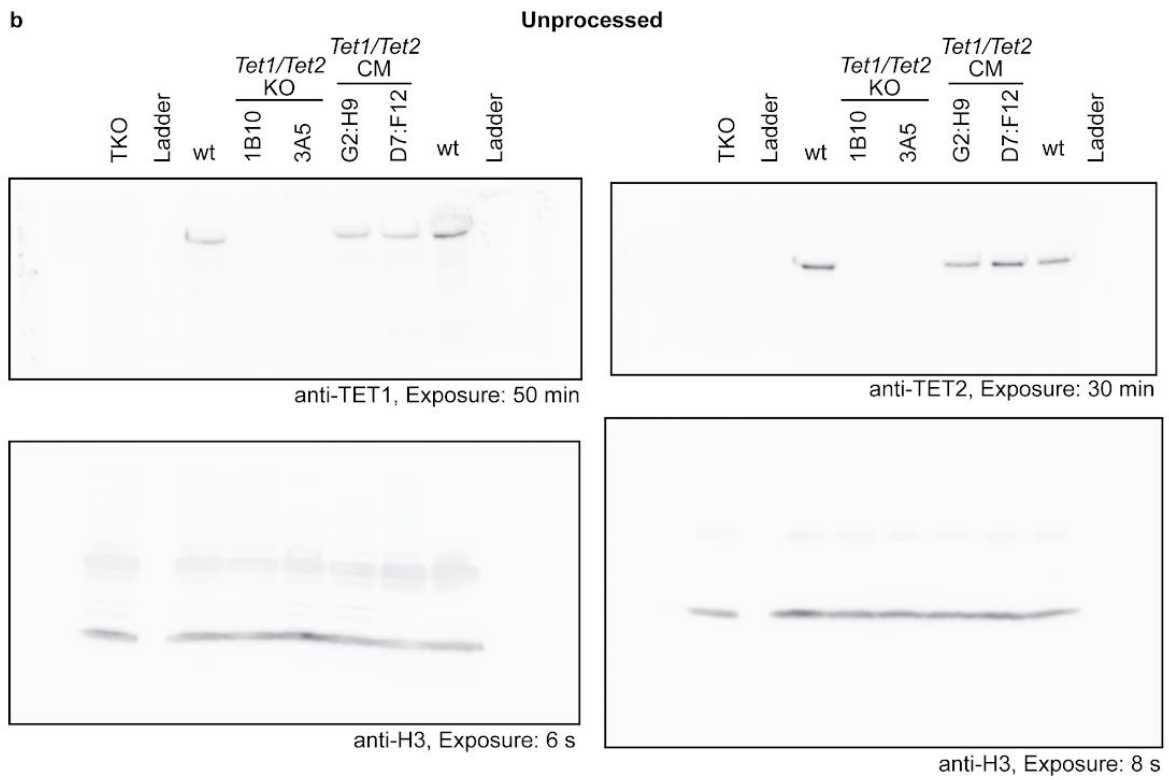 b
Unprocessed
Tet1/Tet2
KO
Tet1/Tet2
CM
TKO
Ladder
wt
1B10
3A5
G2:H9
D7:F12
wt
Ladder
Tet1/Tet2
KO
Tet1/Tet2
CM
TKO
Ladder
wt
1B10
3A5
G2:H9
D7:F12
wt
Ladder
anti-TET1, Exposure: 50 min
anti-TET2, Exposure: 30 min
anti-H3, Exposure: 6 s
anti-H3, Exposure: 8 s